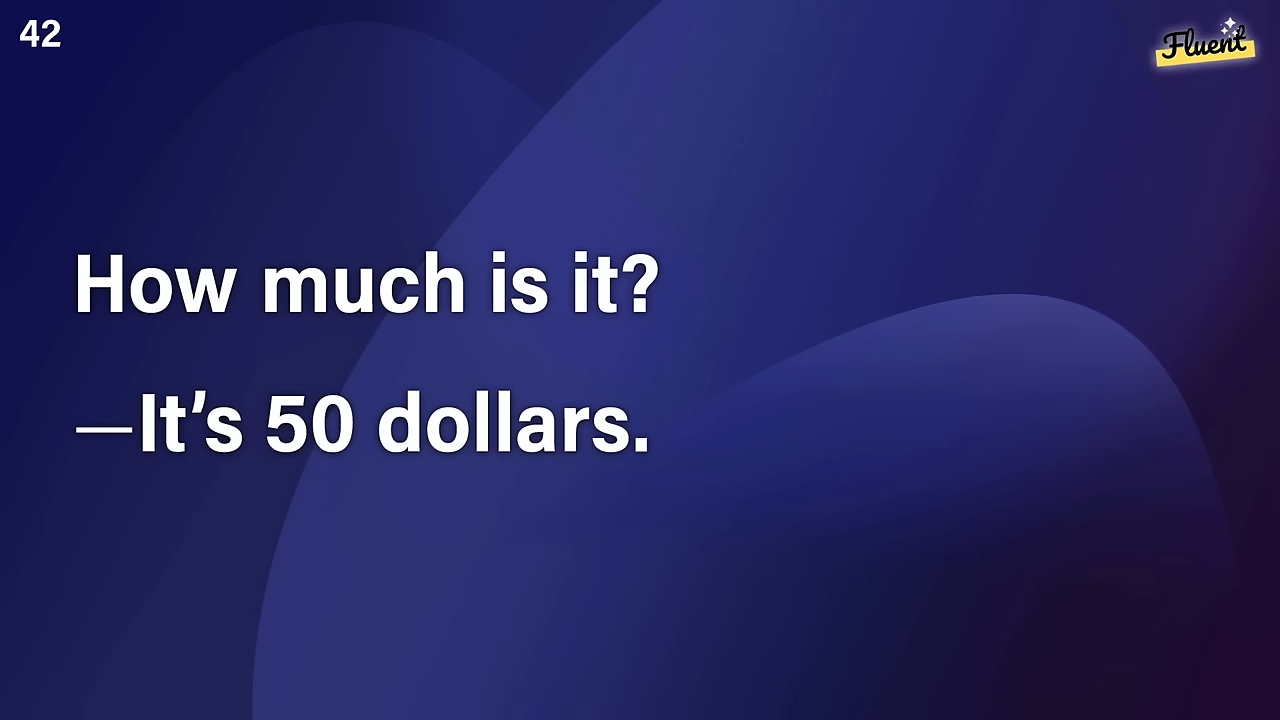 42
Fluent
How much is it?
—It’s 50 dollars.